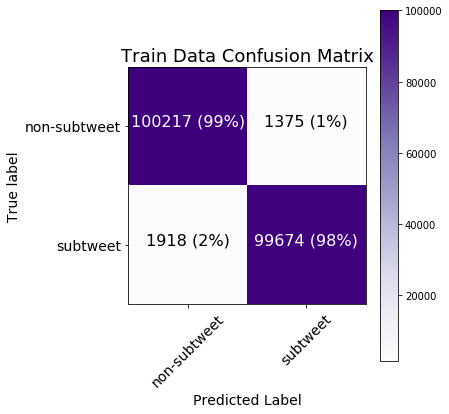 Train Data Confusion Matrix
100000
80000
60000
40000
20000
True label
non-subtweet
100217 (99%) 1375 (1%)
subtweet
1918 (2%) 99674 (98%)
non-subtweet
subtweet
Predicted Label